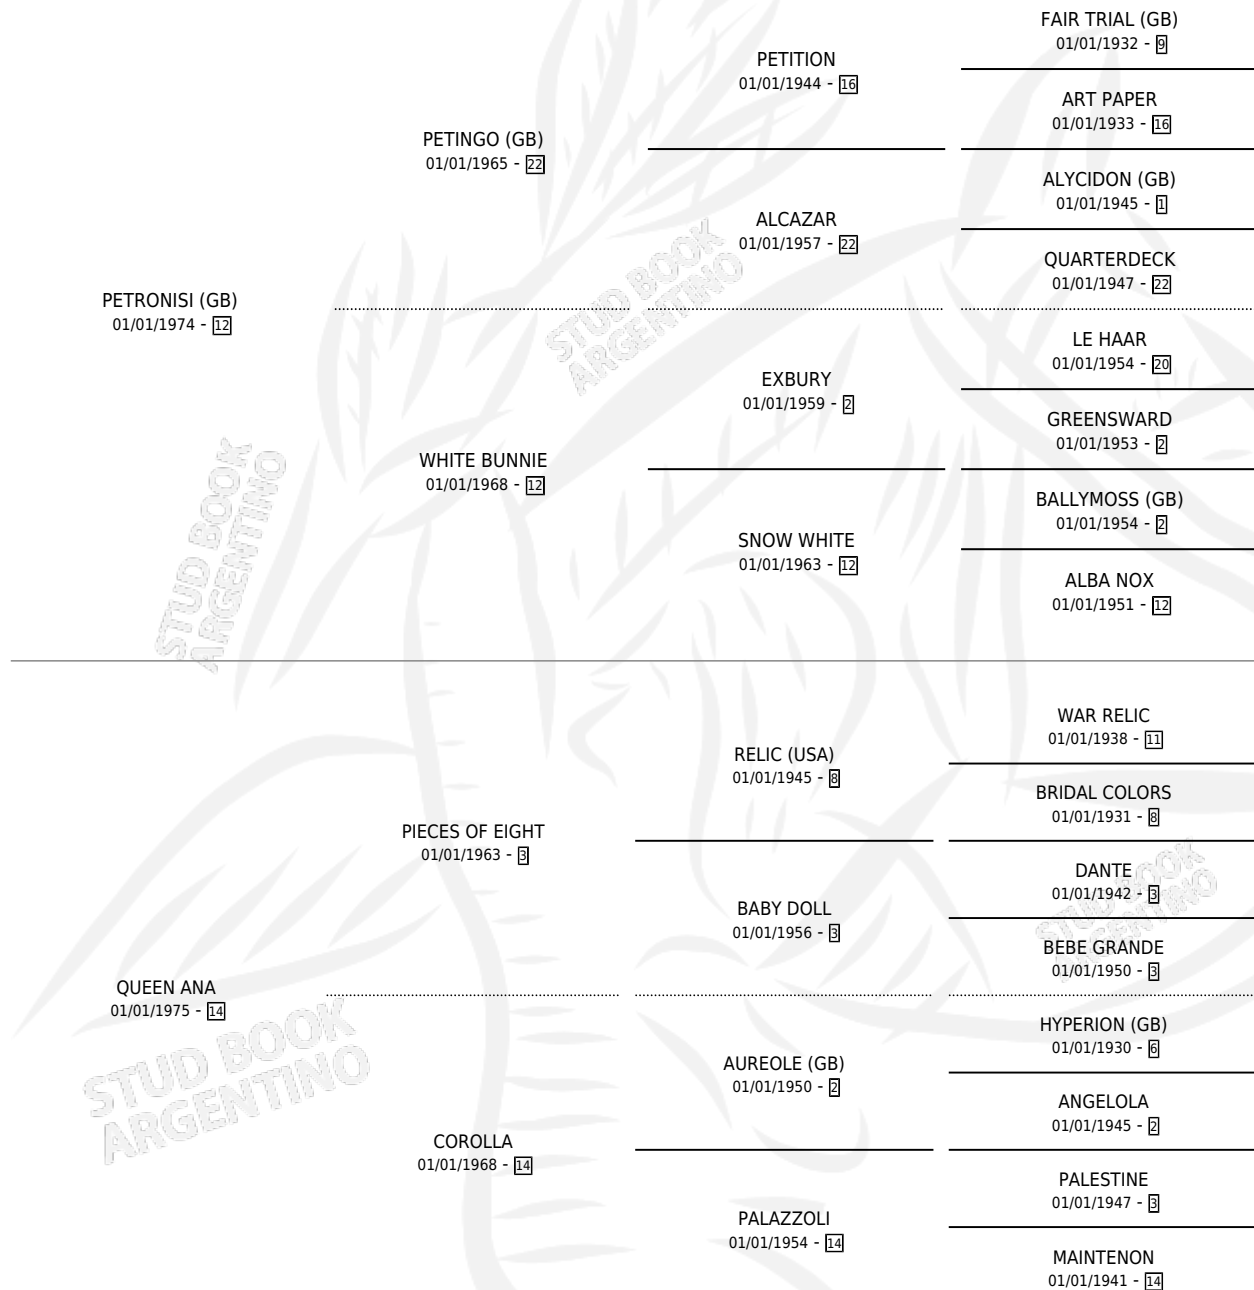 FAIR TRIAL (GB)
01/01/1932 - 9
PETITION
01/01/1944 - 16
ART PAPER
01/01/1933 - 16
PETINGO (GB)
01/01/1965 - 22
ALYCIDON (GB)
01/01/1945 - 1
ALCAZAR
01/01/1957 - 22
QUARTERDECK
01/01/1947 - 22
PETRONISI (GB)
01/01/1974 - 12
LE HAAR
01/01/1954 - 20
EXBURY
01/01/1959 - 2
GREENSWARD
01/01/1953 - 2
WHITE BUNNIE
01/01/1968 - 12
BALLYMOSS (GB)
01/01/1954 - 2
SNOW WHITE
01/01/1963 - 12
ALBA NOX
01/01/1951 - 12
WAR RELIC
01/01/1938 - 11
RELIC (USA)
01/01/1945 - 8
BRIDAL COLORS
01/01/1931 - 8
PIECES OF EIGHT
01/01/1963 - 3
DANTE
01/01/1942 - 3
BABY DOLL
01/01/1956 - 3
BEBE GRANDE
01/01/1950 - 3
QUEEN ANA
01/01/1975 - 14
HYPERION (GB)
01/01/1930 - 6
AUREOLE (GB)
01/01/1950 - 2
ANGELOLA
01/01/1945 - 2
COROLLA
01/01/1968 - 14
PALESTINE
01/01/1947 - 3
PALAZZOLI
01/01/1954 - 14
MAINTENON
01/01/1941 - 14
STUD BOOK
ARGENTINO
STUD BOOK
ARGENTINO
STUD BOOK
ARGENTINO
STUD BOOK
ARGENTINO